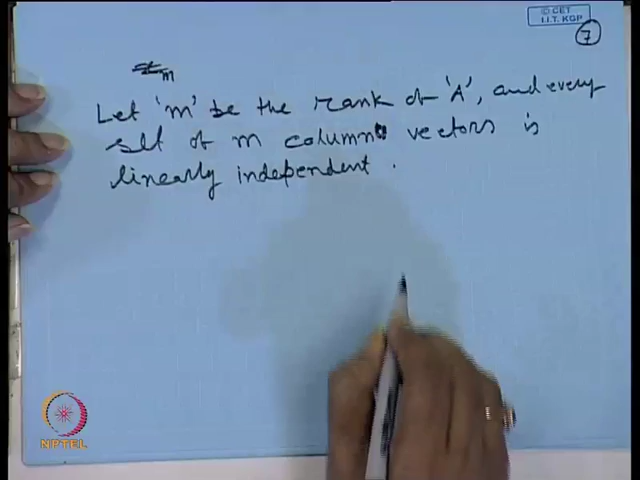 © CET
I.I.T. KGP
7
m
Let 'm' be the rank of 'A', and every
set of m column vectors is
linearly independent.
NPTEL